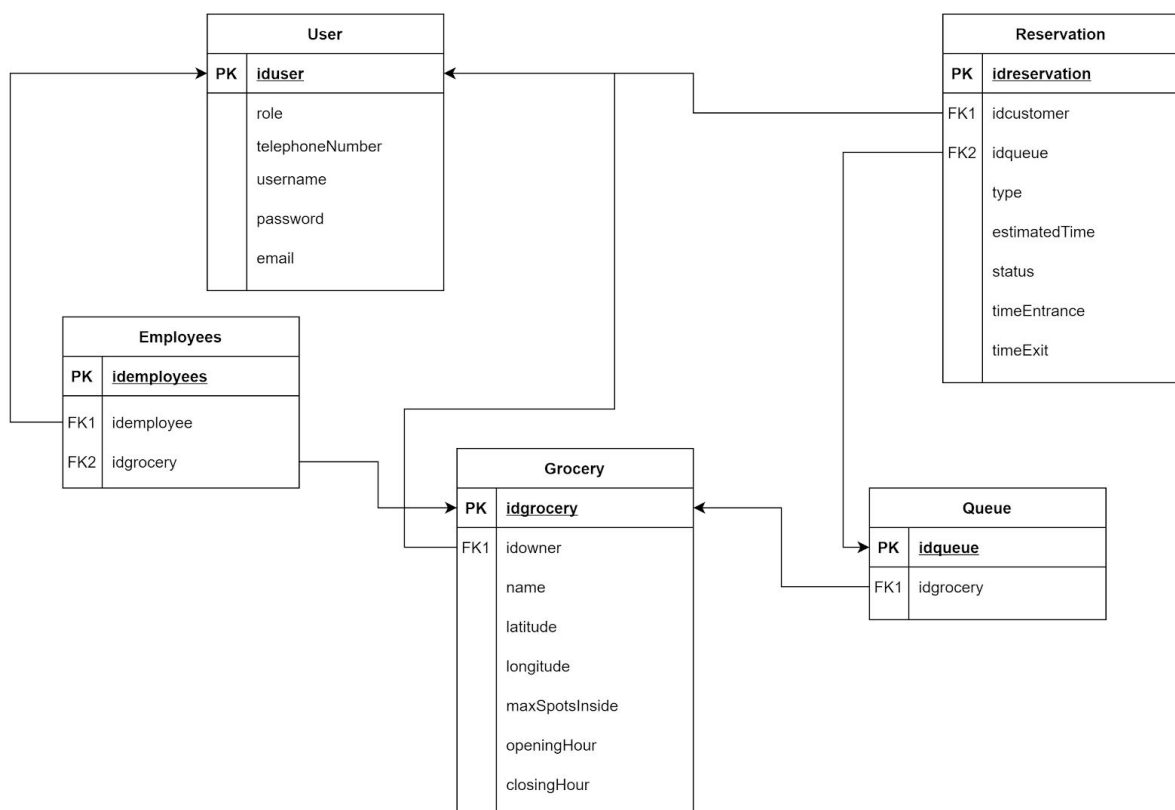 User
PK iduser
role
telephoneNumber
username
password
email
Reservation
PK idreservation
FK1 idcustomer
FK2 idqueue
type
estimatedTime
status
timeEntrance
timeExit
Employees
PK idemployees
FK1 idemployee
FK2 idgrocery
Grocery
PK idgrocery
FK1 idowner
name
latitude
longitude
maxSpotsInside
openingHour
closingHour
Queue
PK idqueue
FK1 idgrocery